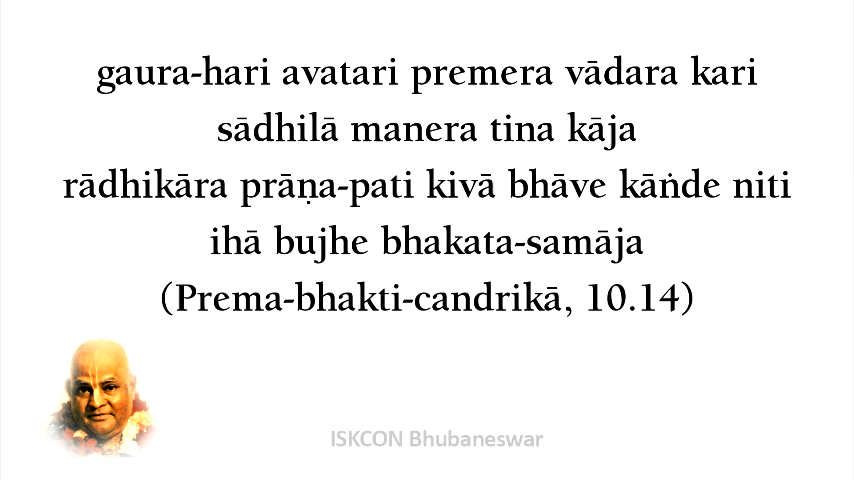 gaura-hari avatari premera vādara kari
sādhilā manera tina kāja
rādhikāra prāṇa-pati kivā bhāve kāṅde niti
ihā bujhe bhakata-samāja
(Prema-bhakti-candrikā, 10.14)
ISKCON Bhubaneswar